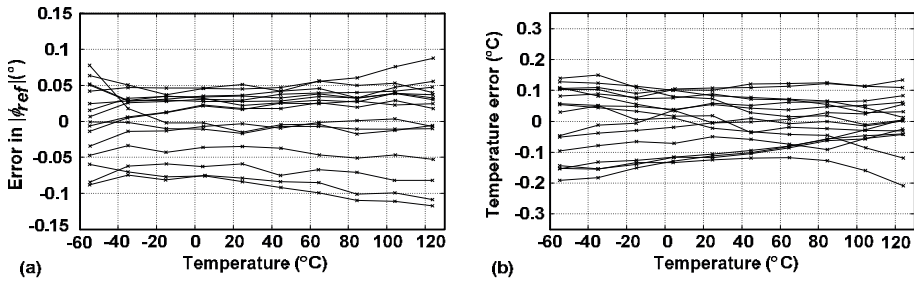 0.15
0.1
0.05
0
-0.05
-0.1
-0.15
Error in |ϕref|(°)
-60 -40 -20 0 20 40 60 80 100 120
Temperature (°C)
(a)
0.3
0.2
0.1
0
-0.1
-0.2
-0.3
Temperature error (°C)
-60 -40 -20 0 20 40 60 80 100 120
Temperature (°C)
(b)